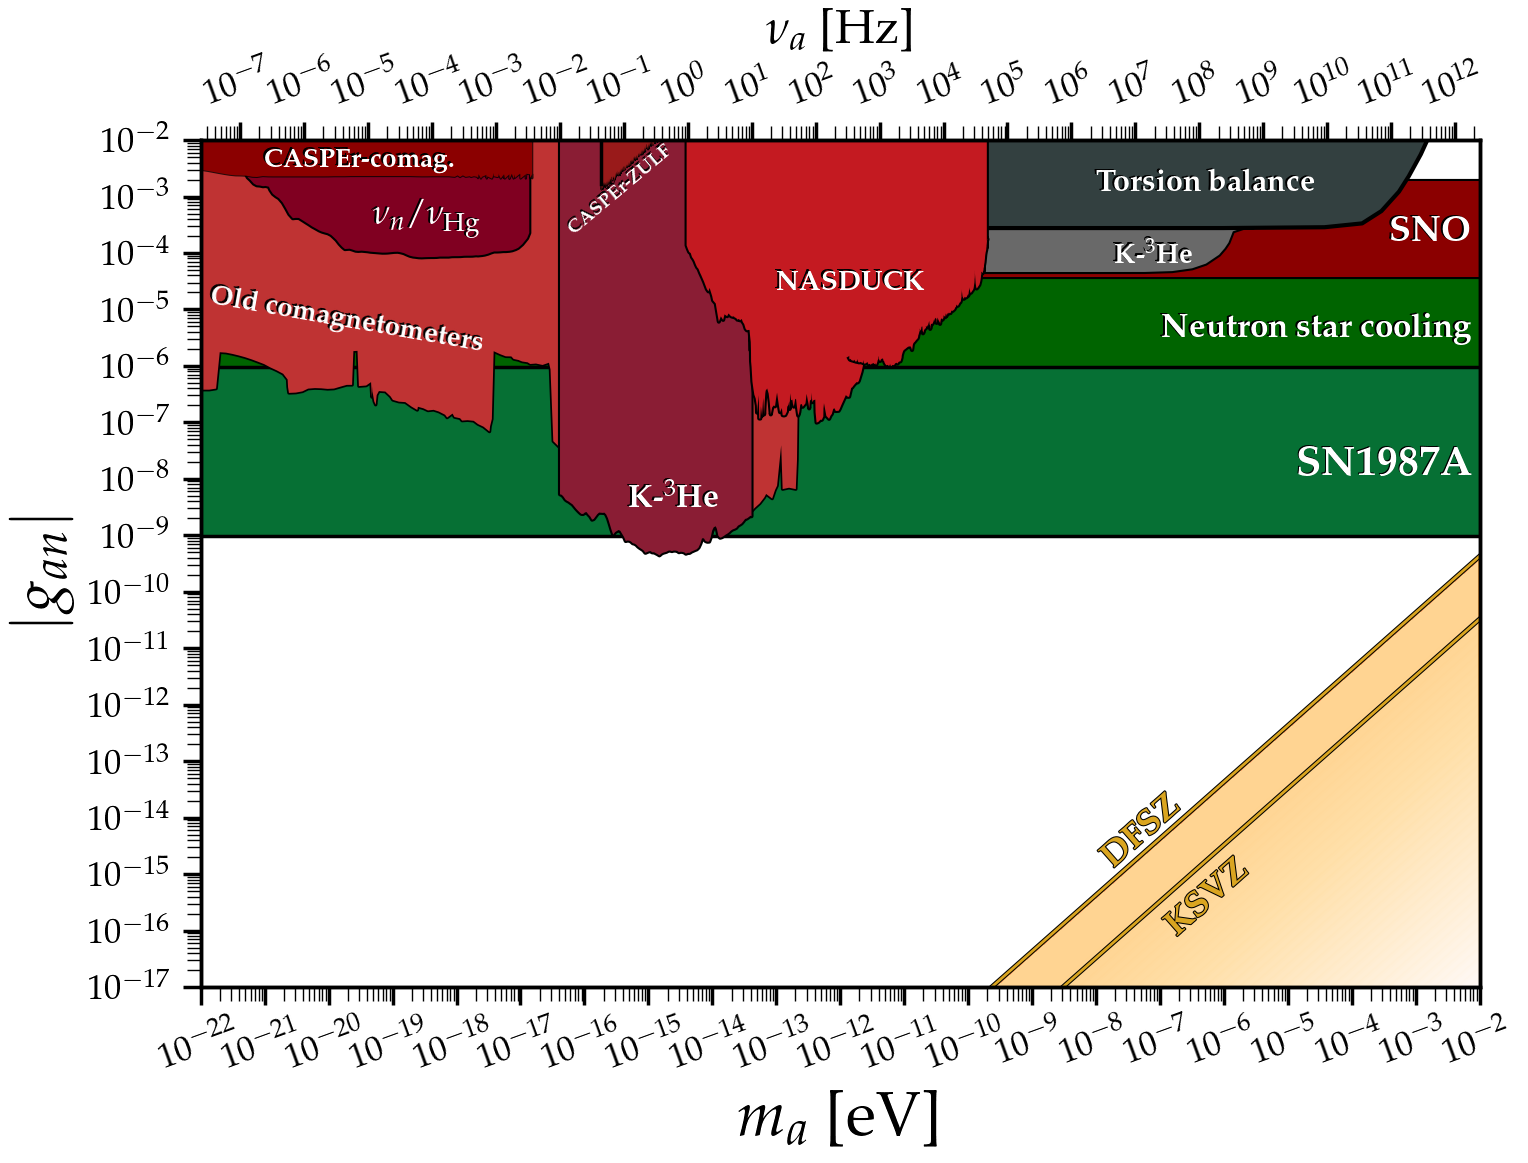 ν_a [Hz]
10^−7 10^−6 10^−5 10^−4 10^−3 10^−2 10^−1 10^0 10^1 10^2 10^3 10^4 10^5 10^6 10^7 10^8 10^9 10^10 10^11 10^12
10^−2
10^−3
10^−4
10^−5
10^−6
10^−7
10^−8
10^−9
10^−10
10^−11
10^−12
10^−13
10^−14
10^−15
10^−16
10^−17
|g_an|
CASPEr-comag.
ν_n/ν_Hg
CASPEr-ZULF
Torsion balance
SNO
K-³He
NASDUCK
Old comagnetometers
Neutron star cooling
SN1987A
K-³He
DFSZ
KSVZ
10^−22 10^−21 10^−20 10^−19 10^−18 10^−17 10^−16 10^−15 10^−14 10^−13 10^−12 10^−11 10^−10 10^−9 10^−8 10^−7 10^−6 10^−5 10^−4 10^−3 10^−2
m_a [eV]